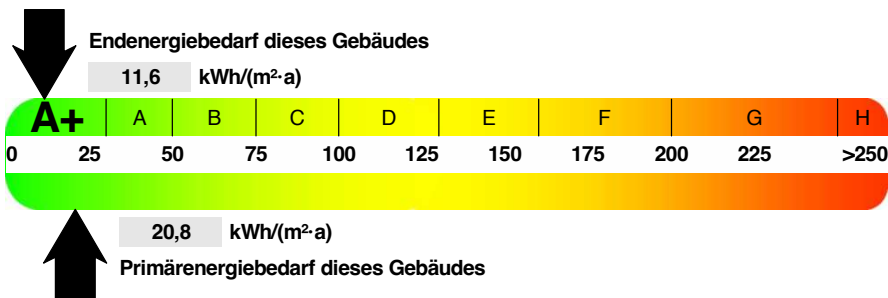 Endenergiebedarf dieses Gebäudes
11,6 kWh/(m²·a)
A+ A B C D E F G H
0 25 50 75 100 125 150 175 200 225 >250
20,8 kWh/(m²·a)
Primärenergiebedarf dieses Gebäudes